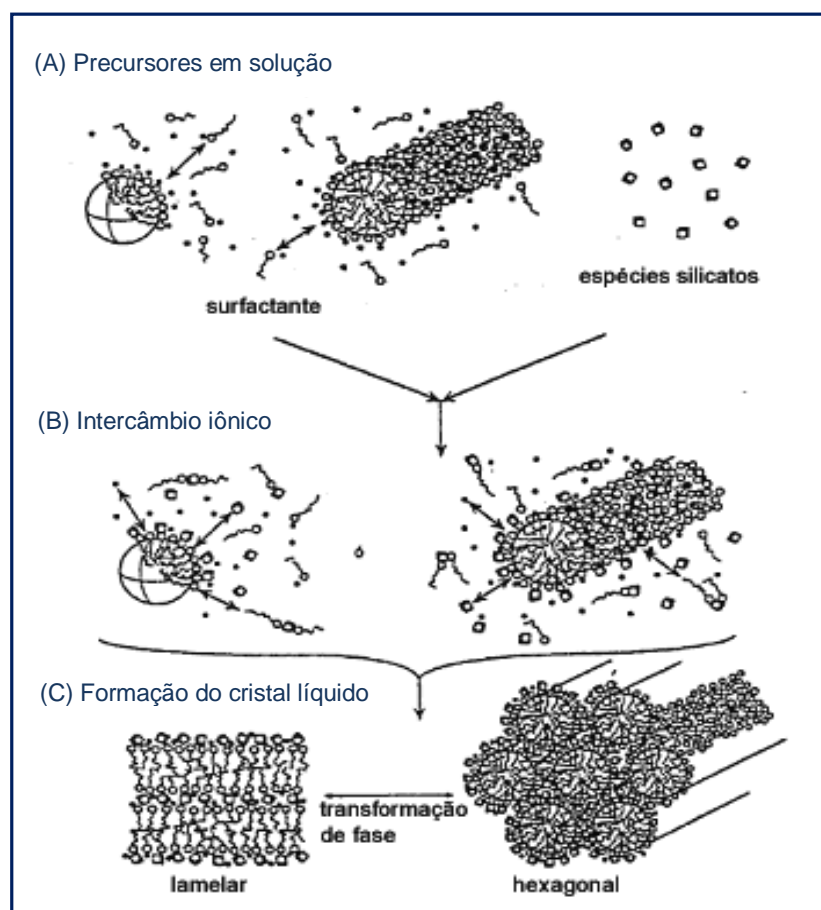 (A) Precursores em solução
surfactante
espécies silicatos
(B) Intercâmbio iônico
(C) Formação do cristal líquido
transformação
de fase
lamelar
hexagonal